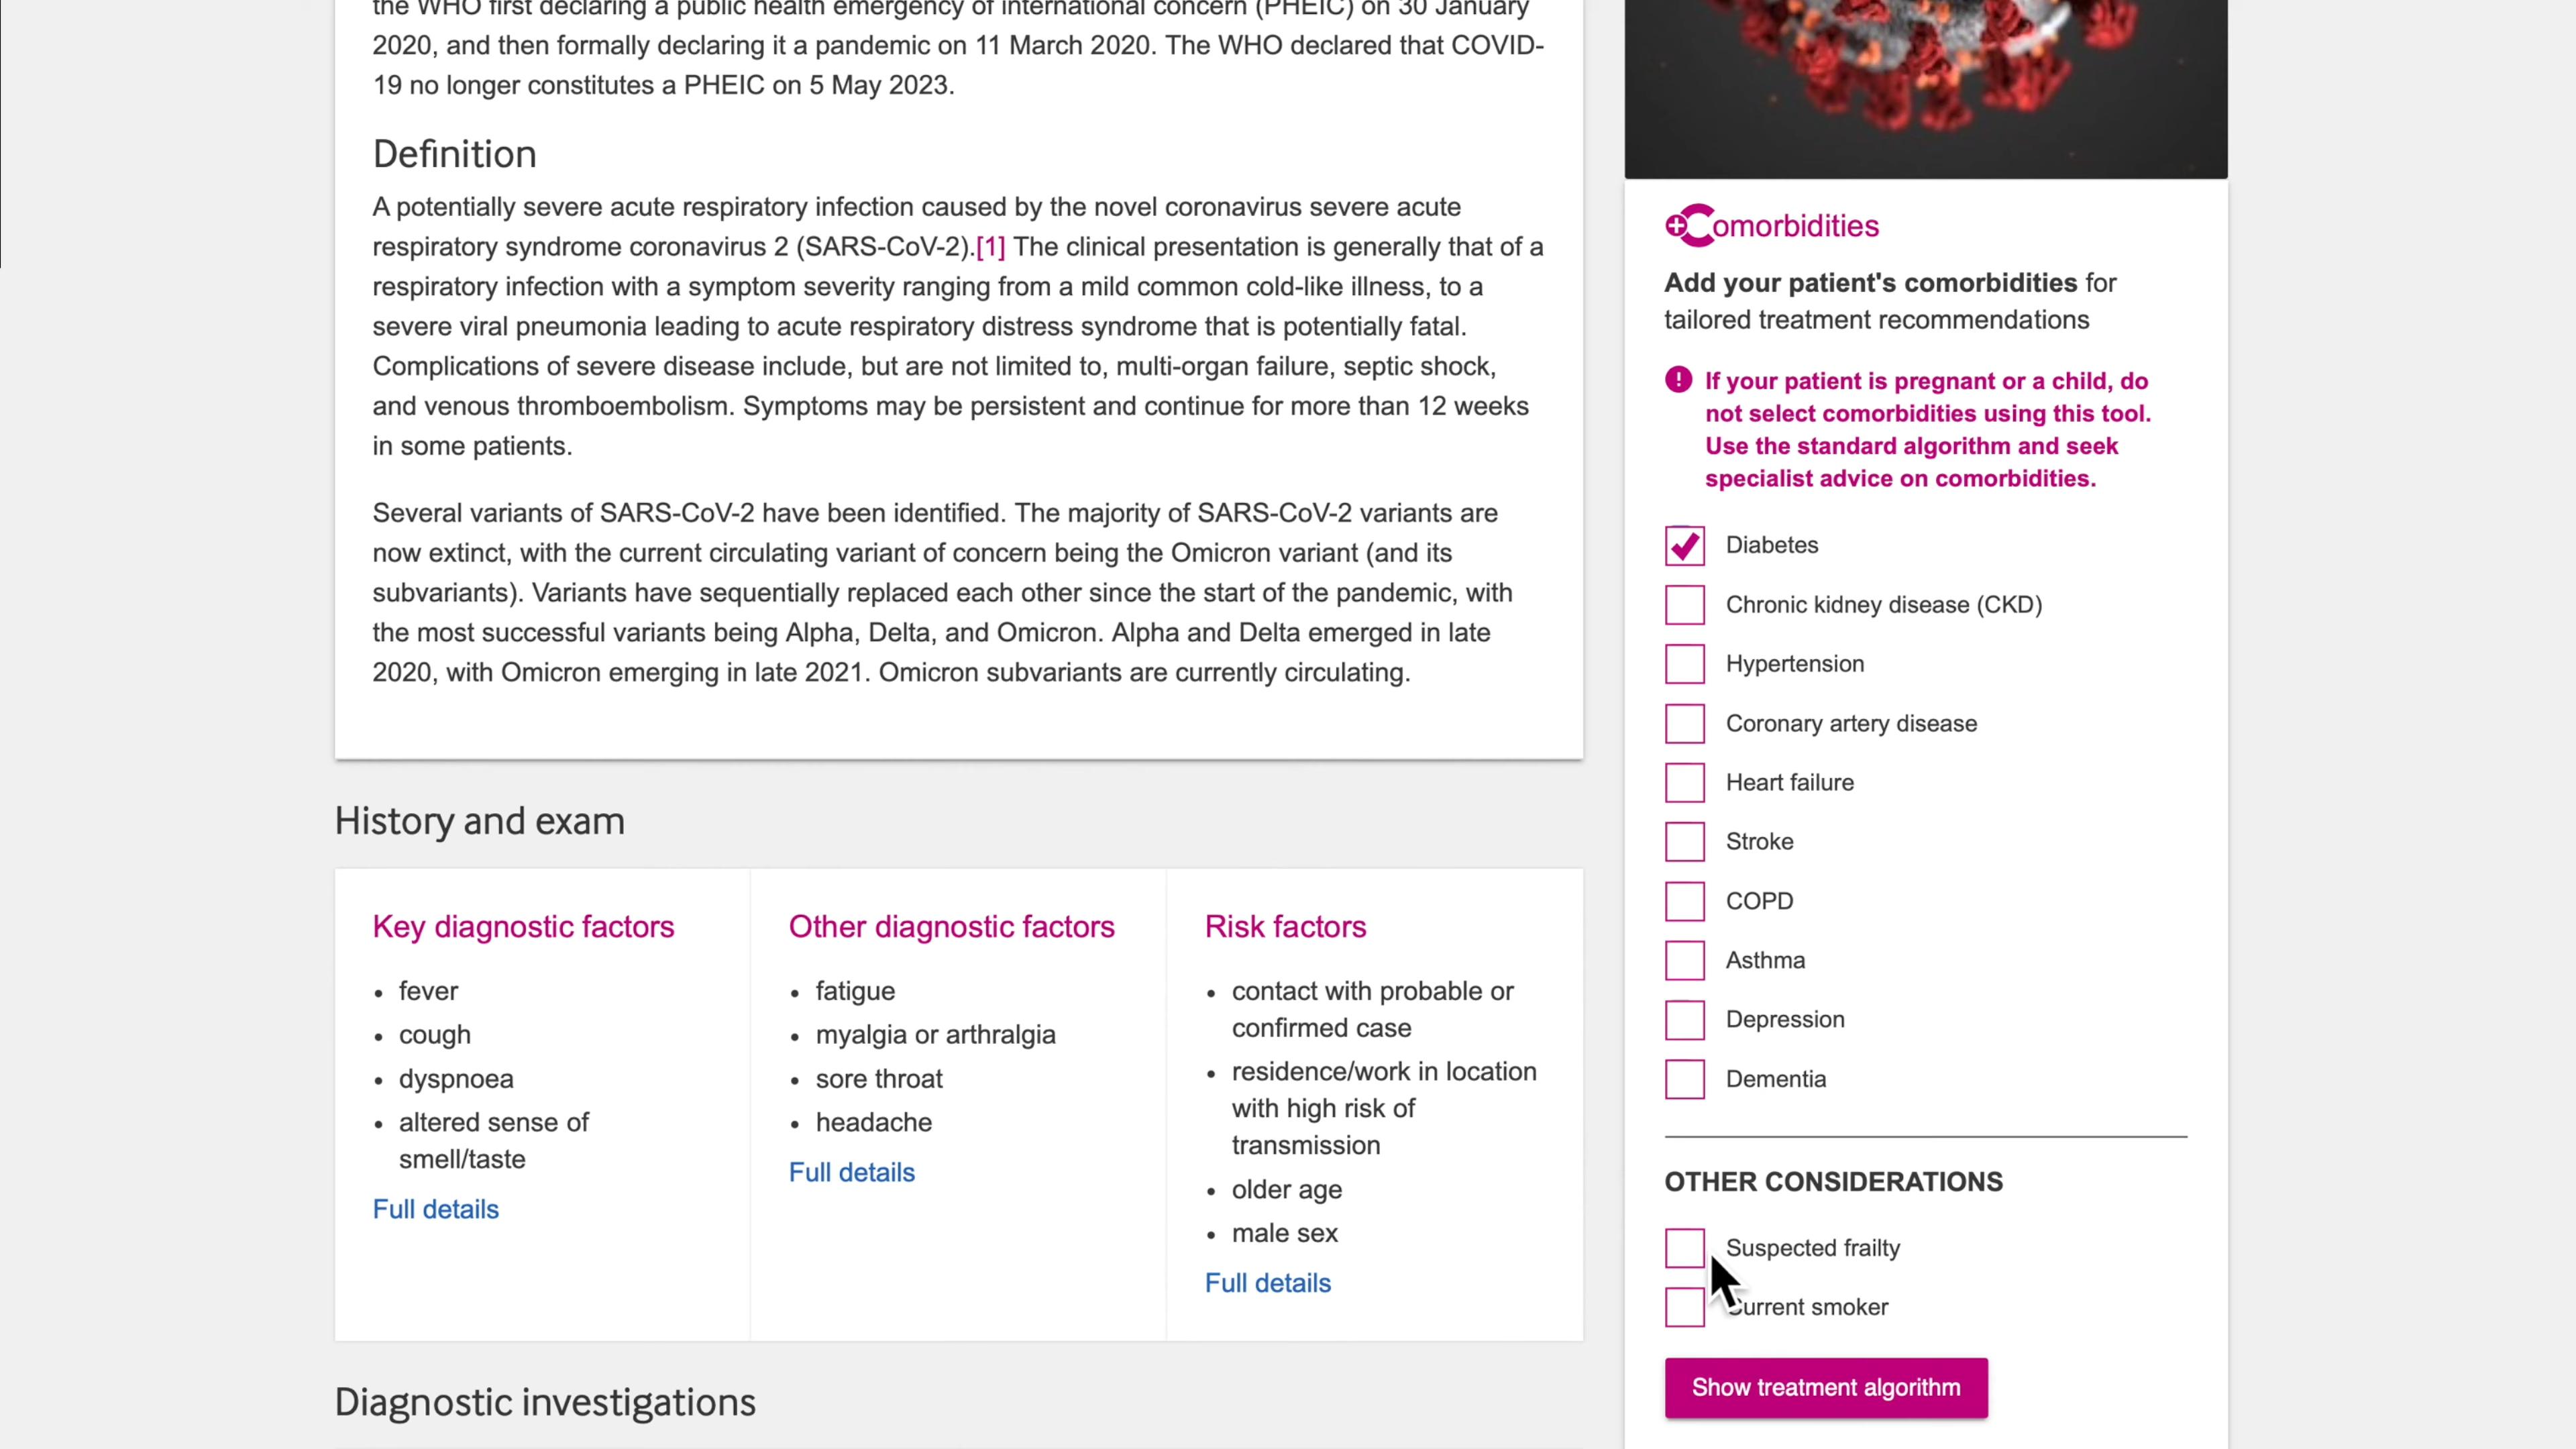 the WHO first declaring a public health emergency of international concern (PHEIC) on 30 January
2020, and then formally declaring it a pandemic on 11 March 2020. The WHO declared that COVID-
19 no longer constitutes a PHEIC on 5 May 2023.
Definition
A potentially severe acute respiratory infection caused by the novel coronavirus severe acute
respiratory syndrome coronavirus 2 (SARS-CoV-2).[1] The clinical presentation is generally that of a
respiratory infection with a symptom severity ranging from a mild common cold-like illness, to a
severe viral pneumonia leading to acute respiratory distress syndrome that is potentially fatal.
Complications of severe disease include, but are not limited to, multi-organ failure, septic shock,
and venous thromboembolism. Symptoms may be persistent and continue for more than 12 weeks
in some patients.
Several variants of SARS-CoV-2 have been identified. The majority of SARS-CoV-2 variants are
now extinct, with the current circulating variant of concern being the Omicron variant (and its
subvariants). Variants have sequentially replaced each other since the start of the pandemic, with
the most successful variants being Alpha, Delta, and Omicron. Alpha and Delta emerged in late
2020, with Omicron emerging in late 2021. Omicron subvariants are currently circulating.
History and exam
Key diagnostic factors
• fever
• cough
• dyspnoea
• altered sense of
smell/taste
Full details
Other diagnostic factors
• fatigue
• myalgia or arthralgia
• sore throat
• headache
Full details
Risk factors
• contact with probable or
confirmed case
• residence/work in location
with high risk of
transmission
• older age
• male sex
Full details
Diagnostic investigations
Comorbidities
Add your patient's comorbidities for
tailored treatment recommendations
If your patient is pregnant or a child, do
not select comorbidities using this tool.
Use the standard algorithm and seek
specialist advice on comorbidities.
Diabetes
Chronic kidney disease (CKD)
Hypertension
Coronary artery disease
Heart failure
Stroke
COPD
Asthma
Depression
Dementia
OTHER CONSIDERATIONS
Suspected frailty
Current smoker
Show treatment algorithm